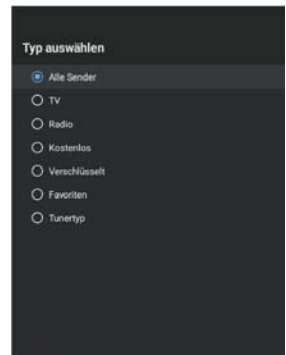 Typ auswählen
Alle Sender
TV
Radio
Kostenlos
Verschlüsselt
Favoriten
Tunertyp